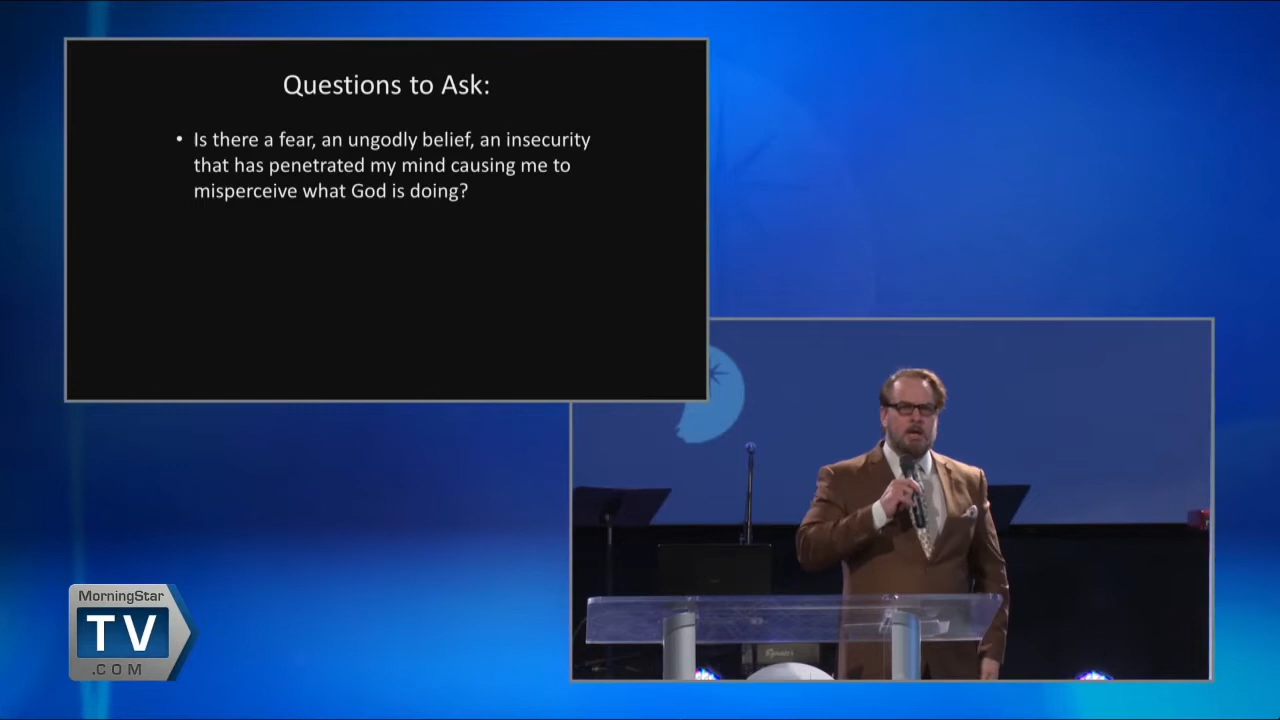 Questions to Ask:
• Is there a fear, an ungodly belief, an insecurity
that has penetrated my mind causing me to
misperceive what God is doing?
MorningStar
TV
.COM